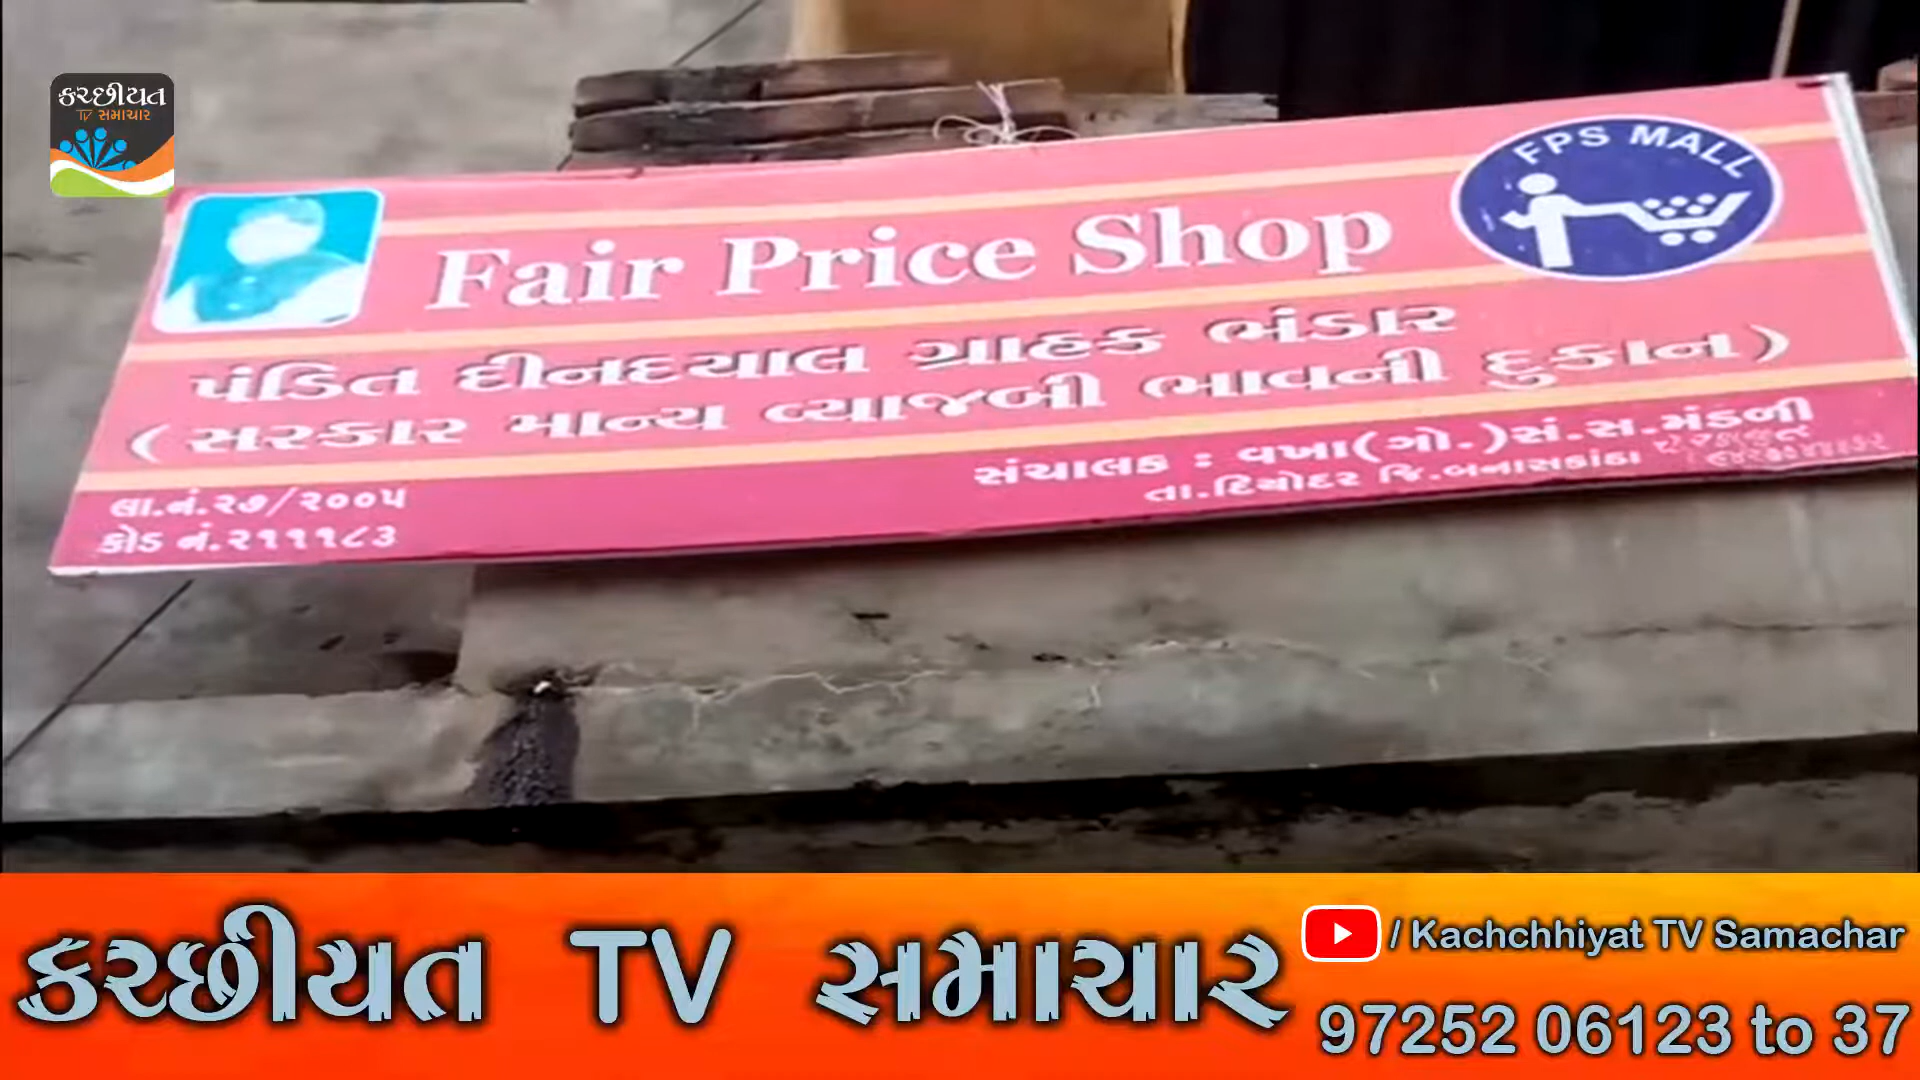 કચ્છીયત
TV સમાચાર
FPS MALL
Fair Price Shop
પંડિત દીનદયાલ ગ્રાહક ભંડાર
(સરકાર માન્ય વ્યાજબી ભાવની દુકાન)
સંચાલક : વખા(ગો.)સં.સ.મંડળી
તા.દિયોદર જિ.બનાસકાંઠા
લા.નં.૨૭/૨૦૦૫
કોડ નં.૨૧૧૧૮૩
કચ્છીયત TV સમાચાર
/ Kachchhiyat TV Samachar
97252 06123 to 37